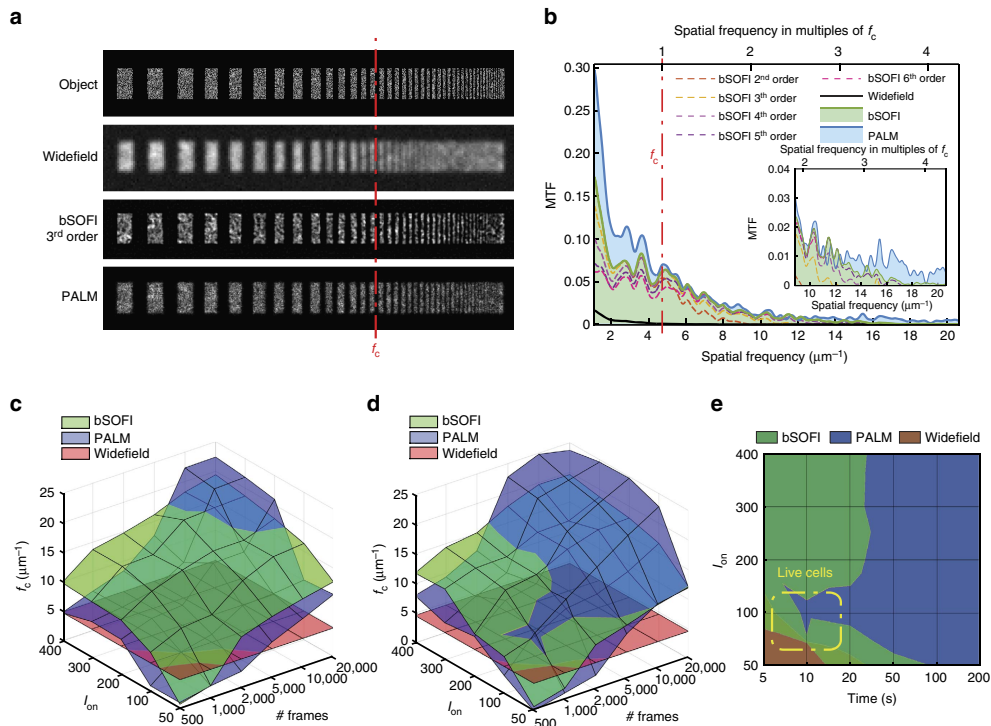 a
Object
Widefield
bSOFI
3rd order
PALM
fc
b
Spatial frequency in multiples of fc
1 2 3 4
bSOFI 2nd order
bSOFI 3th order
bSOFI 4th order
bSOFI 5th order
bSOFI 6th order
Widefield
bSOFI
PALM
fc
MTF
0.30
0.25
0.20
0.15
0.10
0.05
0
2 4 6 8 10 12 14 16 18 20
Spatial frequency (μm−1)
Spatial frequency in multiples of fc
2 3 4
MTF
0.04
0.03
0.02
0.01
0
10 12 14 16 18 20
Spatial frequency (μm−1)
c
bSOFI
PALM
Widefield
fc (μm−1)
25
20
15
10
5
0
400
300
200
100
50
Ion
500
1,000
2,000
5,000
10,000
20,000
# frames
d
bSOFI
PALM
Widefield
fc (μm−1)
25
20
15
10
5
0
400
300
200
100
50
Ion
500
1,000
2,000
5,000
10,000
20,000
# frames
e
bSOFI PALM Widefield
Ion
400
300
200
100
50
Live cells
5 10 20 50 100 200
Time (s)